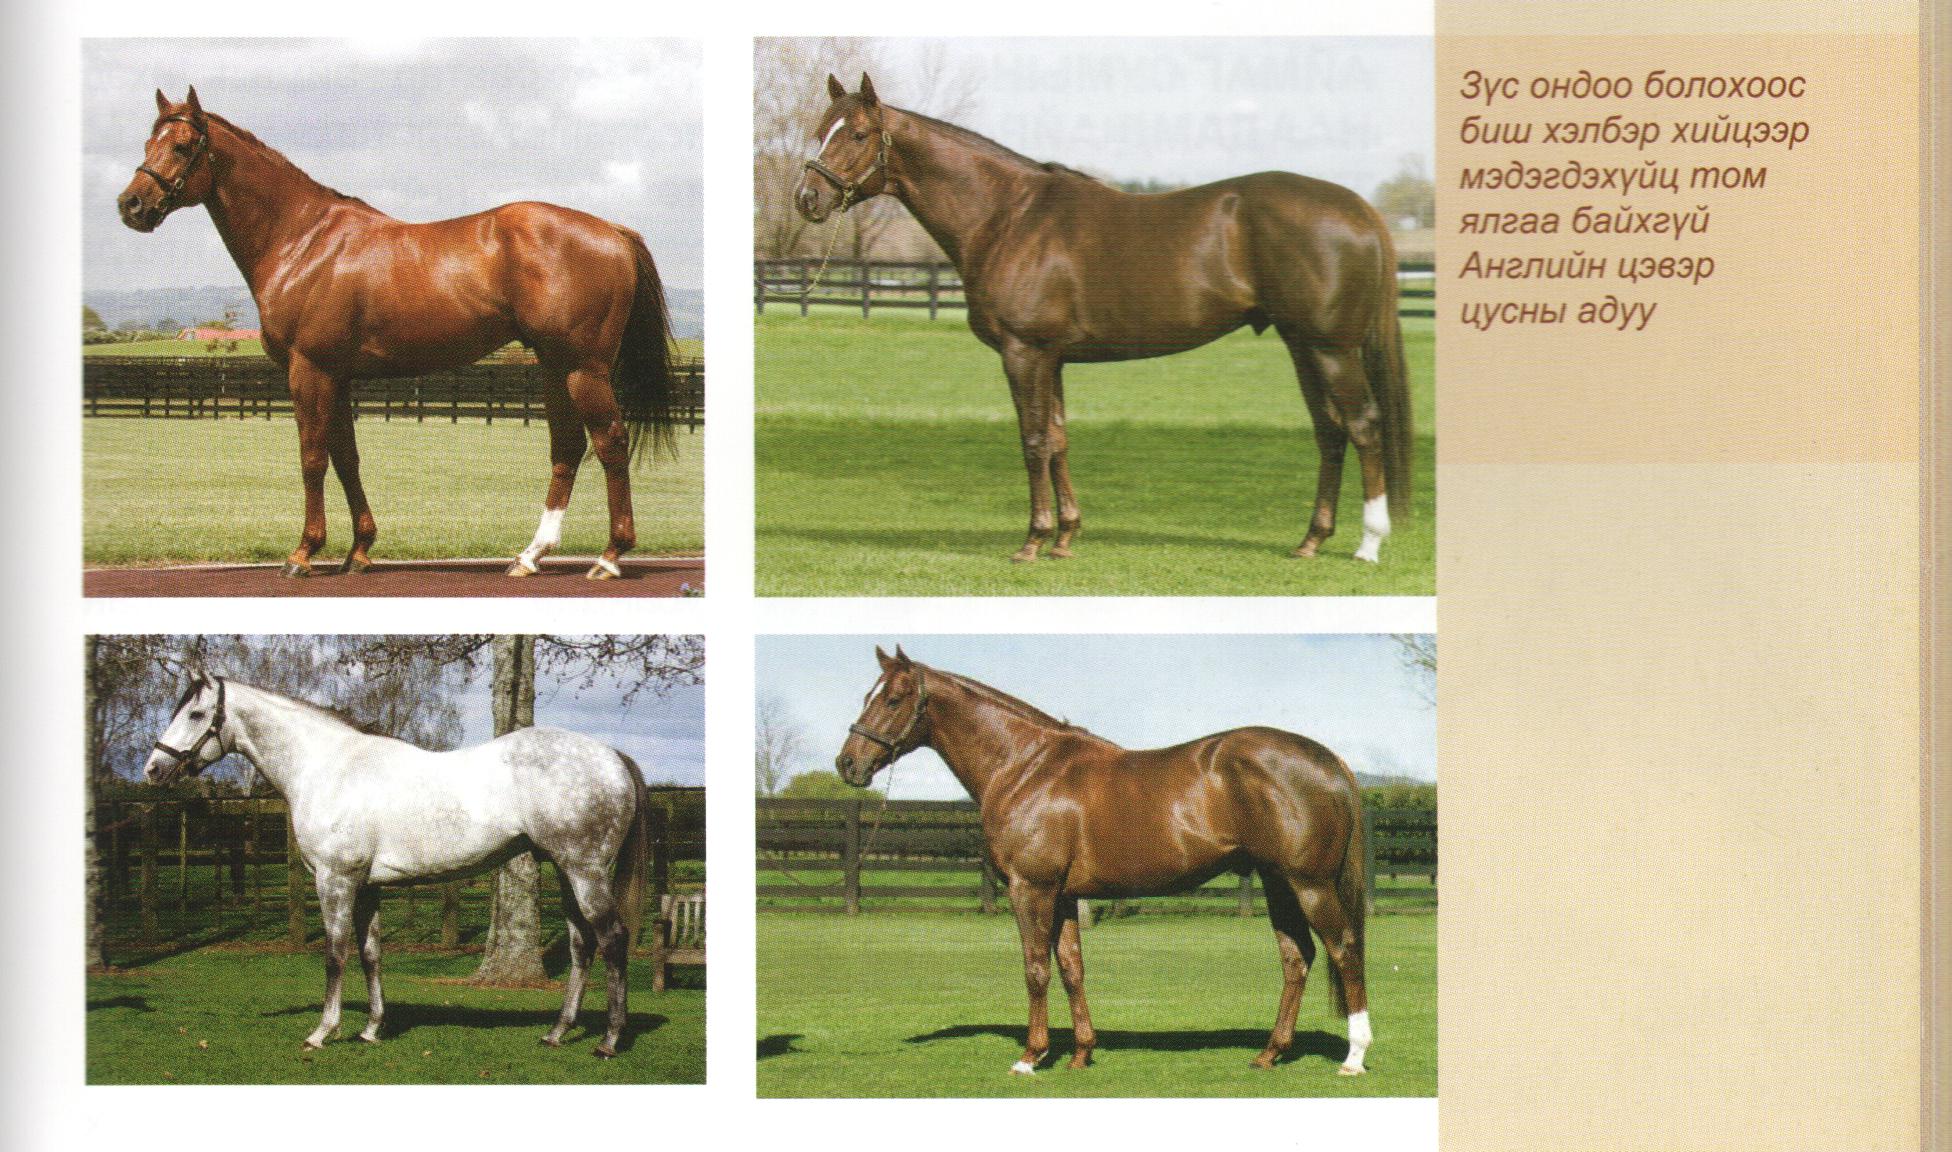 Зүс ондоо болохоос
биш хэлбэр хийцээр
мэдэгдэхүйц том
ялгаа байхгүй
Английн цэвэр
цусны адуу